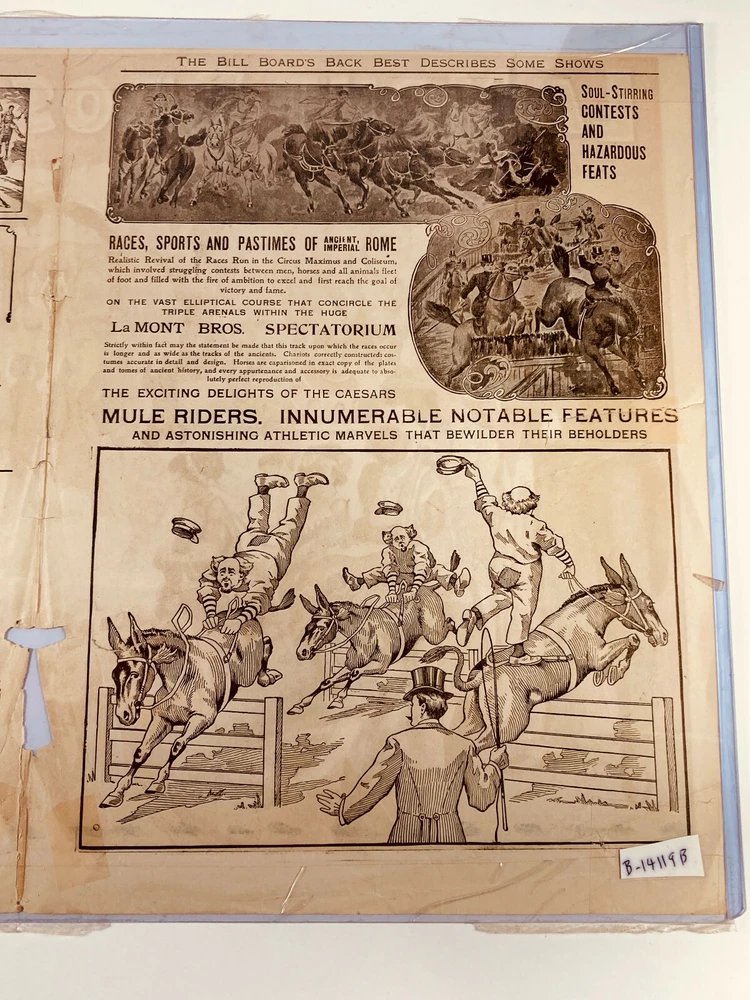 THE BILL BOARD'S BACK BEST DESCRIBES SOME SHOWS
SOUL-STIRRING
CONTESTS
AND
HAZARDOUS
FEATS
RACES, SPORTS AND PASTIMES OF ANCIENT, IMPERIAL ROME
Realistic Revival of the Races Run in the Circus Maximus and Coliseum,
which involved struggling contests between men, horses and all animals fleet
of foot and filled with the fire of ambition to excel and first reach the goal of
victory and fame.
ON THE VAST ELLIPTICAL COURSE THAT CONCIRCLE THE
TRIPLE ARENALS WITHIN THE HUGE
LaMONT BROS. SPECTATORIUM
Strictly within fact may the statement be made that this track upon which the races occur
is longer and as wide as the tracks of the ancients. Chariots correctly constructed: cos-
tumes accurate in detail and design. Horses are caparisoned in exact copy of the plates
and tomes of ancient history, and every appurtenance and accessory is adequate to abso-
lutely perfect reproduction of
THE EXCITING DELIGHTS OF THE CAESARS
MULE RIDERS. INNUMERABLE NOTABLE FEATURES
AND ASTONISHING ATHLETIC MARVELS THAT BEWILDER THEIR BEHOLDERS
B-14119B